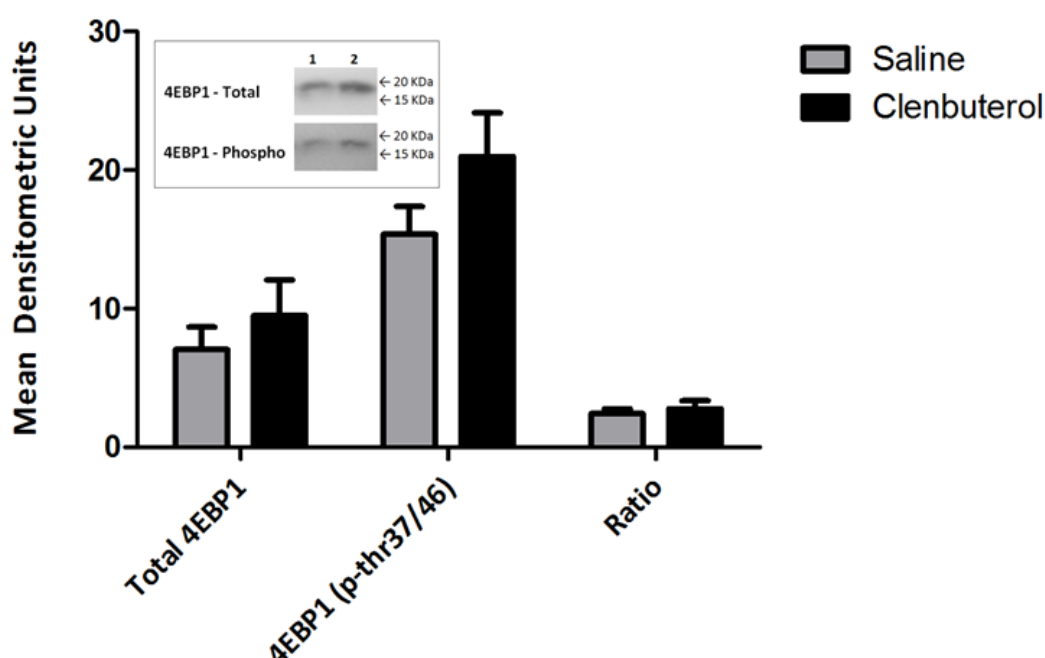 Mean Densitometric Units
30
20
10
0
1 2
4EBP1 - Total
← 20 KDa
← 15 KDa
4EBP1 - Phospho
← 20 KDa
← 15 KDa
Saline
Clenbuterol
Total 4EBP1
4EBP1 (p-thr37/46)
Ratio